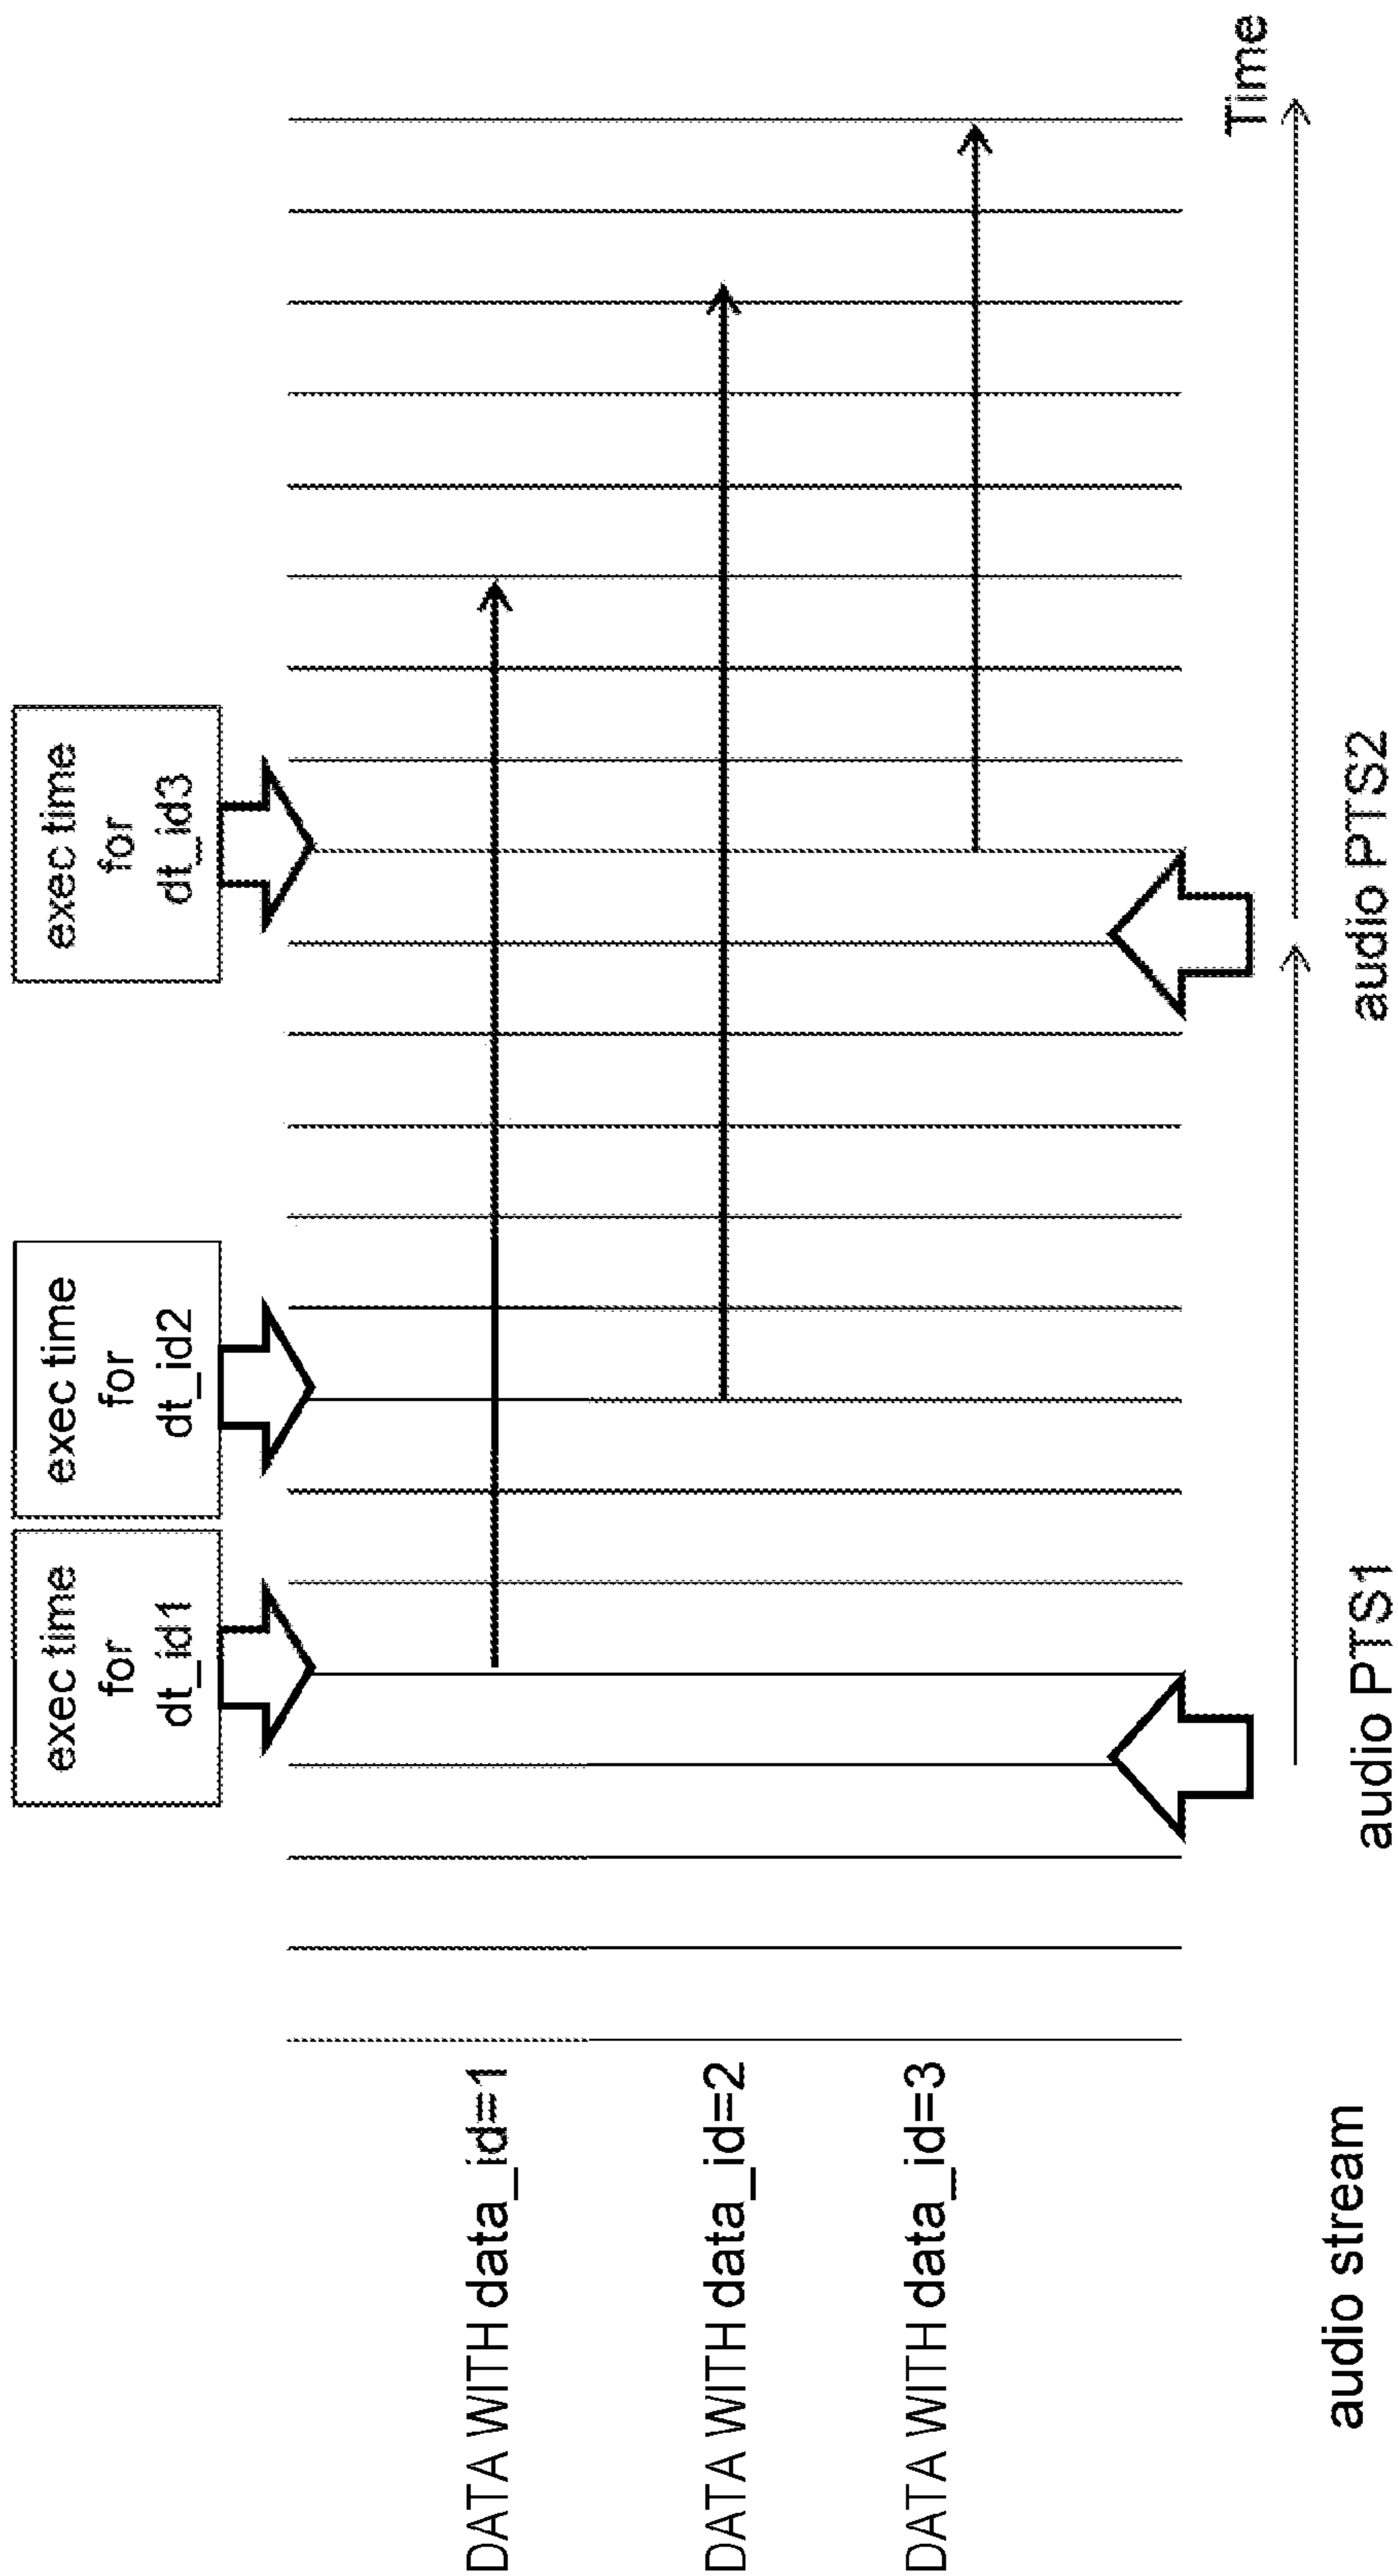 exec time
for
dt_id1
exec time
for
dt_id2
exec time
for
dt_id3
DATA WITH data_id=1
DATA WITH data_id=2
DATA WITH data_id=3
Time
audio stream
audio PTS1
audio PTS2